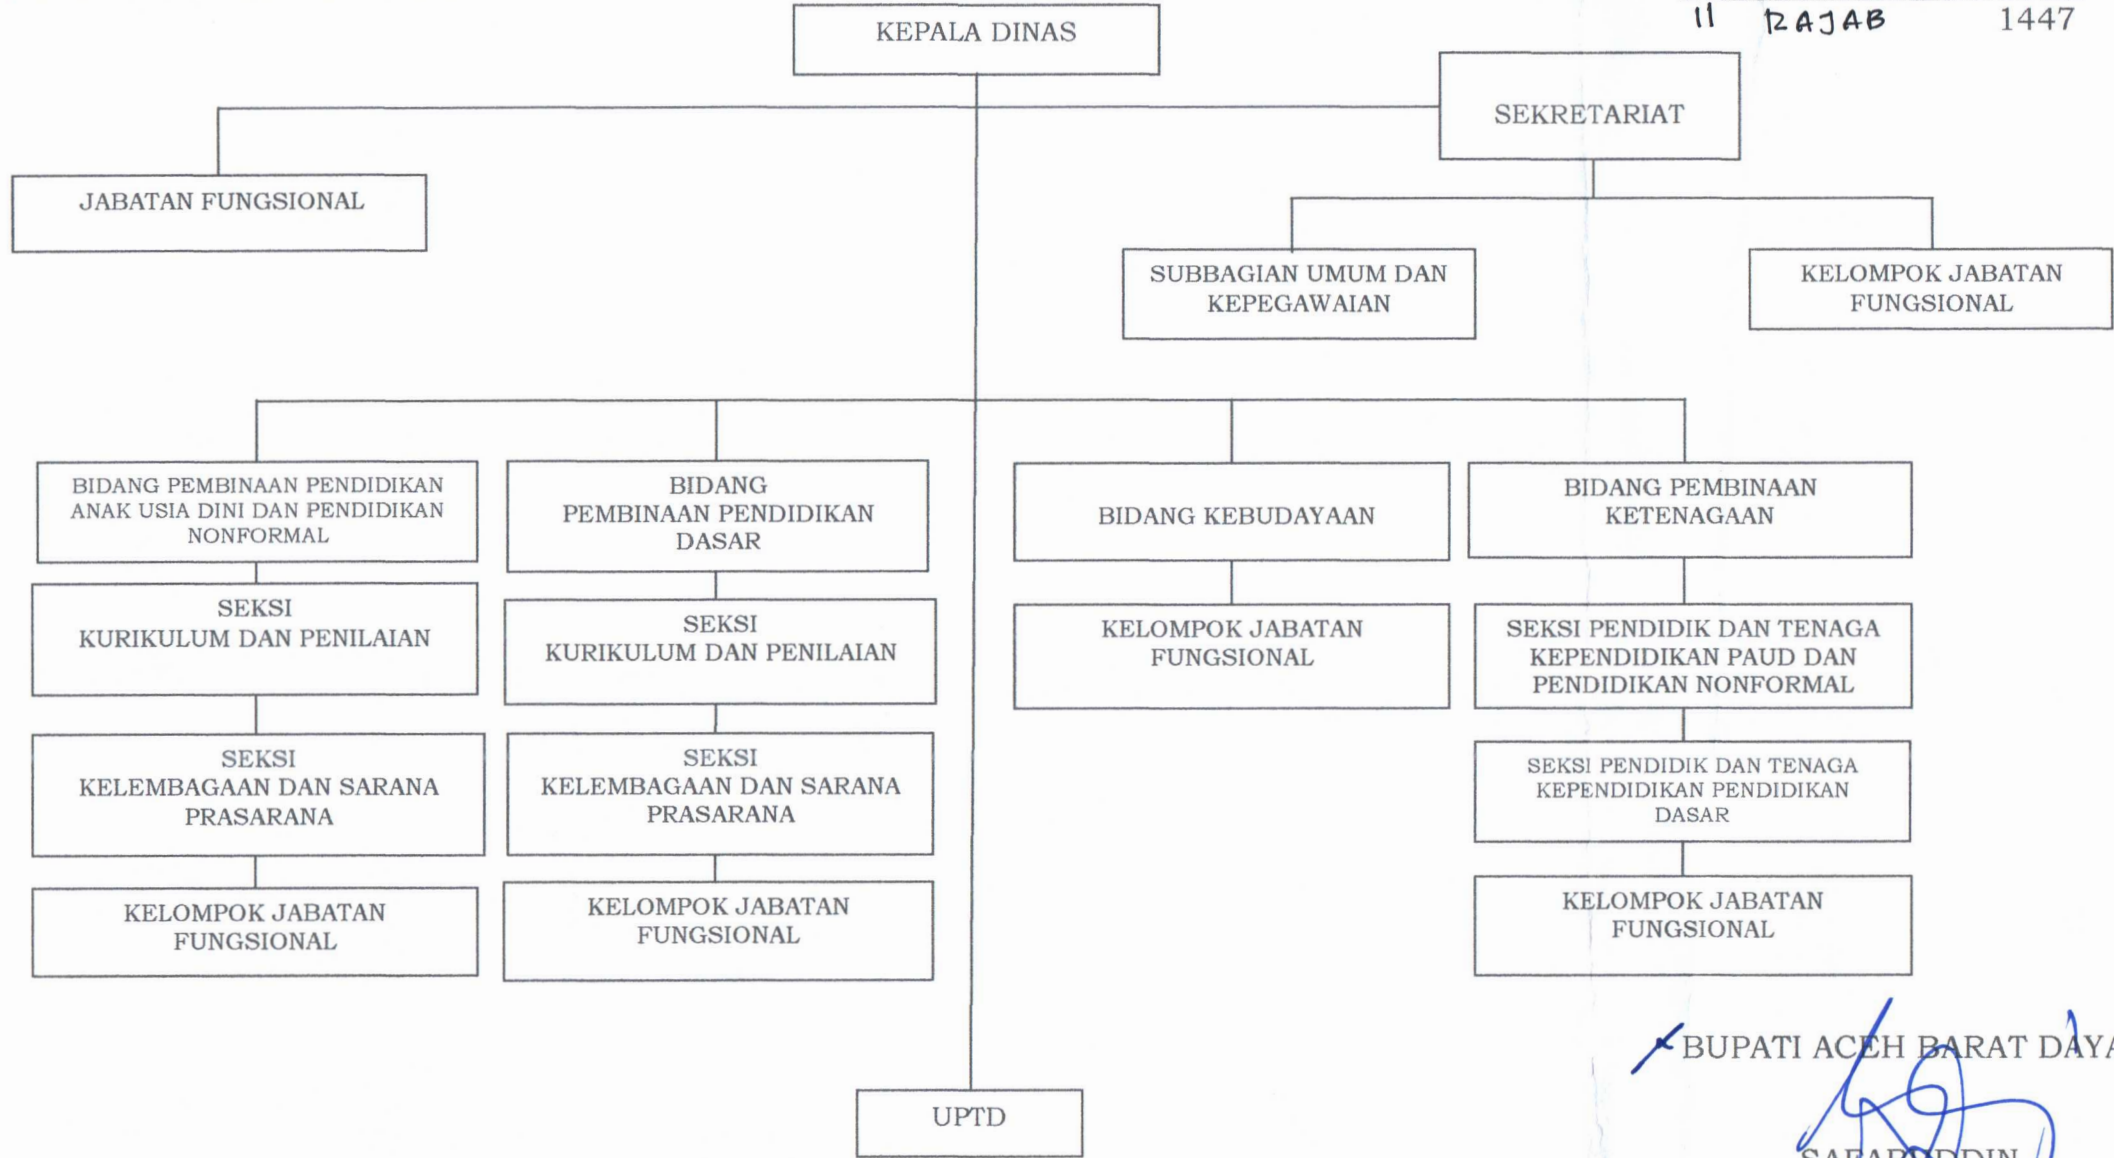 11 RAJAB 1447
KEPALA DINAS
SEKRETARIAT
JABATAN FUNGSIONAL
SUBBAGIAN UMUM DAN
KEPEGAWAIAN
KELOMPOK JABATAN
FUNGSIONAL
BIDANG PEMBINAAN PENDIDIKAN
ANAK USIA DINI DAN PENDIDIKAN
NONFORMAL
SEKSI
KURIKULUM DAN PENILAIAN
SEKSI
KELEMBAGAAN DAN SARANA
PRASARANA
KELOMPOK JABATAN
FUNGSIONAL
BIDANG
PEMBINAAN PENDIDIKAN
DASAR
SEKSI
KURIKULUM DAN PENILAIAN
SEKSI
KELEMBAGAAN DAN SARANA
PRASARANA
KELOMPOK JABATAN
FUNGSIONAL
BIDANG KEBUDAYAAN
KELOMPOK JABATAN
FUNGSIONAL
BIDANG PEMBINAAN
KETENAGAAN
SEKSI PENDIDIK DAN TENAGA
KEPENDIDIKAN PAUD DAN
PENDIDIKAN NONFORMAL
SEKSI PENDIDIK DAN TENAGA
KEPENDIDIKAN PENDIDIKAN
DASAR
KELOMPOK JABATAN
FUNGSIONAL
UPTD
BUPATI ACEH BARAT DAYA